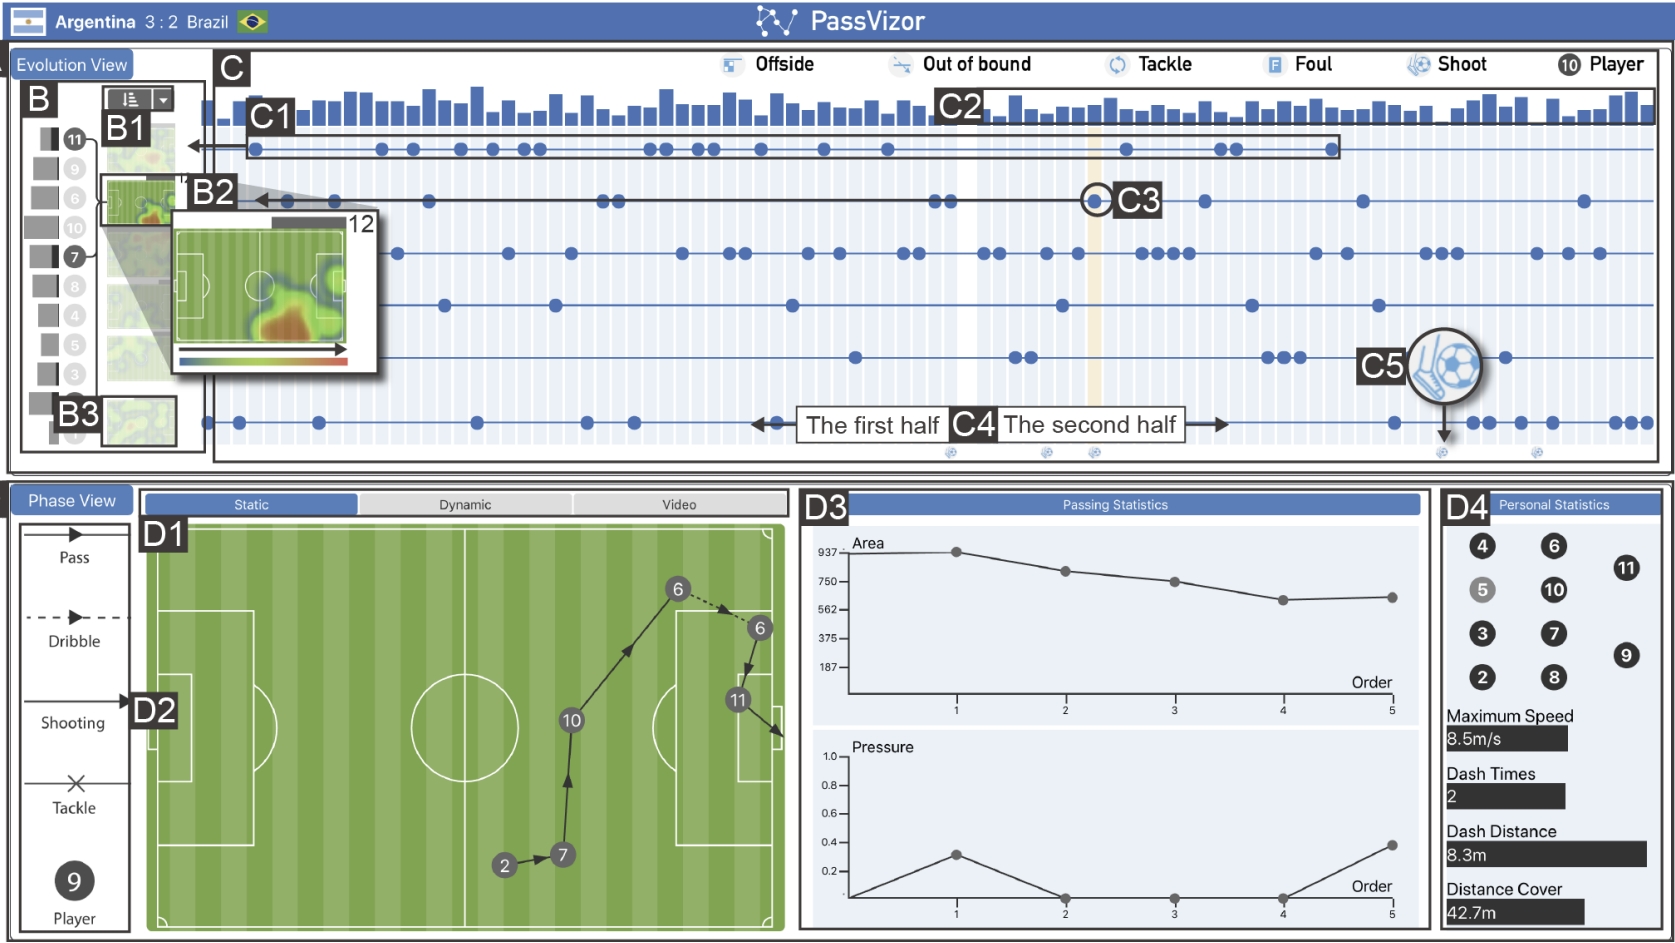 Argentina 3 : 2 Brazil
PassVizor
Evolution View
C
Offside
Out of bound
Tackle
Foul
Shoot
10 Player
B
B1
C1
C2
11
9
6
10
7
8
4
5
3
1
B2
12
C3
C5
B3
The first half
C4
The second half
Phase View
Pass
Dribble
Shooting
Tackle
9
Player
Static
Dynamic
Video
D1
D2
6
6
11
10
7
2
D3
Passing Statistics
Area
937
750
562
375
187
Order
1 2 3 4 5
Pressure
1.0
0.8
0.6
0.4
0.2
Order
1 2 3 4 5
D4
Personal Statistics
4 6
11
5 10
3 7
9
2 8
Maximum Speed
8.5m/s
Dash Times
2
Dash Distance
8.3m
Distance Cover
42.7m